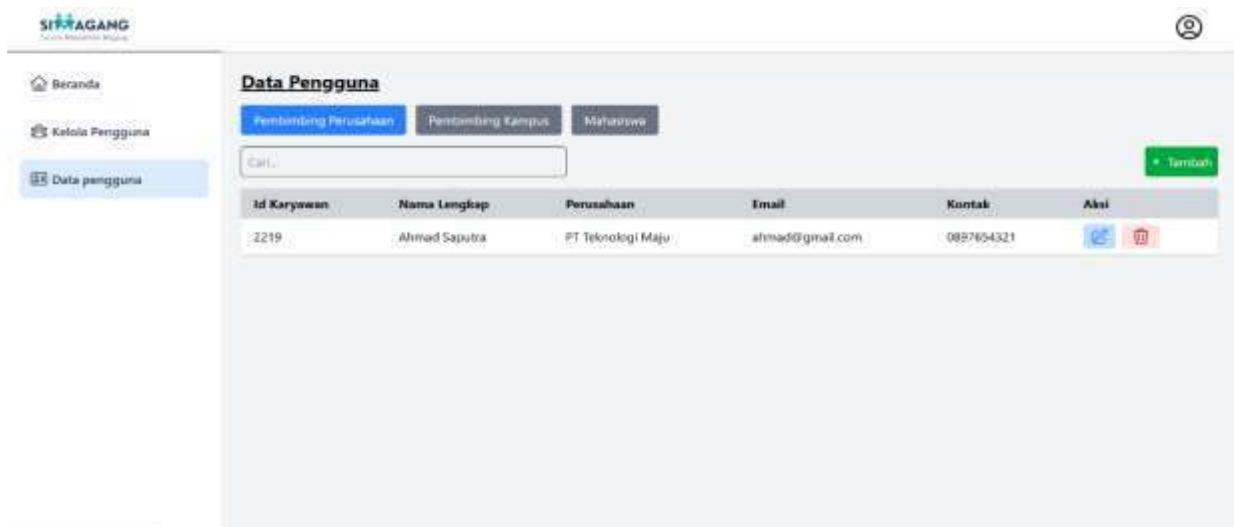 SIMAGANG
Beranda
Kelola Pengguna
Data pengguna
Data Pengguna
Pembimbing Perusahaan Pembimbing Kampus Mahasiswa
Cari...
+ Tambah
Id Karyawan Nama Lengkap Perusahaan Email Kontak Aksi
2219 Ahmad Saputra PT Teknologi Maju ahmad@gmail.com 0897654321